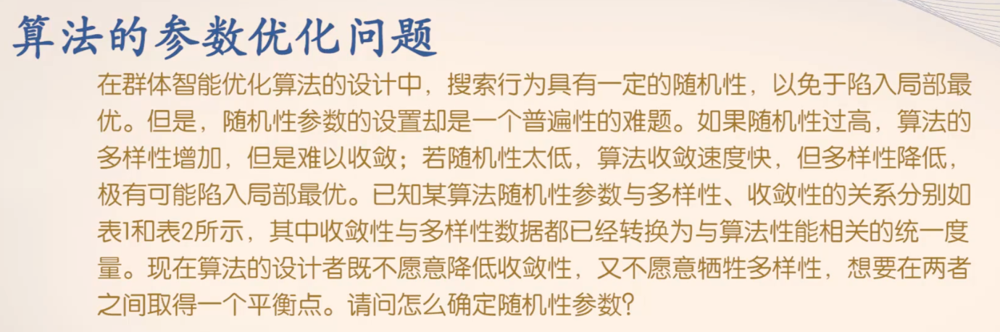 算法的参数优化问题
在群体智能优化算法的设计中，搜索行为具有一定的随机性，以免于陷入局部最
优。但是，随机性参数的设置却是一个普遍性的难题。如果随机性过高，算法的
多样性增加，但是难以收敛；若随机性太低，算法收敛速度快，但多样性降低，
极有可能陷入局部最优。已知某算法随机性参数与多样性、收敛性的关系分别如
表1和表2所示，其中收敛性与多样性数据都已经转换为与算法性能相关的统一度
量。现在算法的设计者既不愿意降低收敛性，又不愿意牺牲多样性，想要在两者
之间取得一个平衡点。请问怎么确定随机性参数？